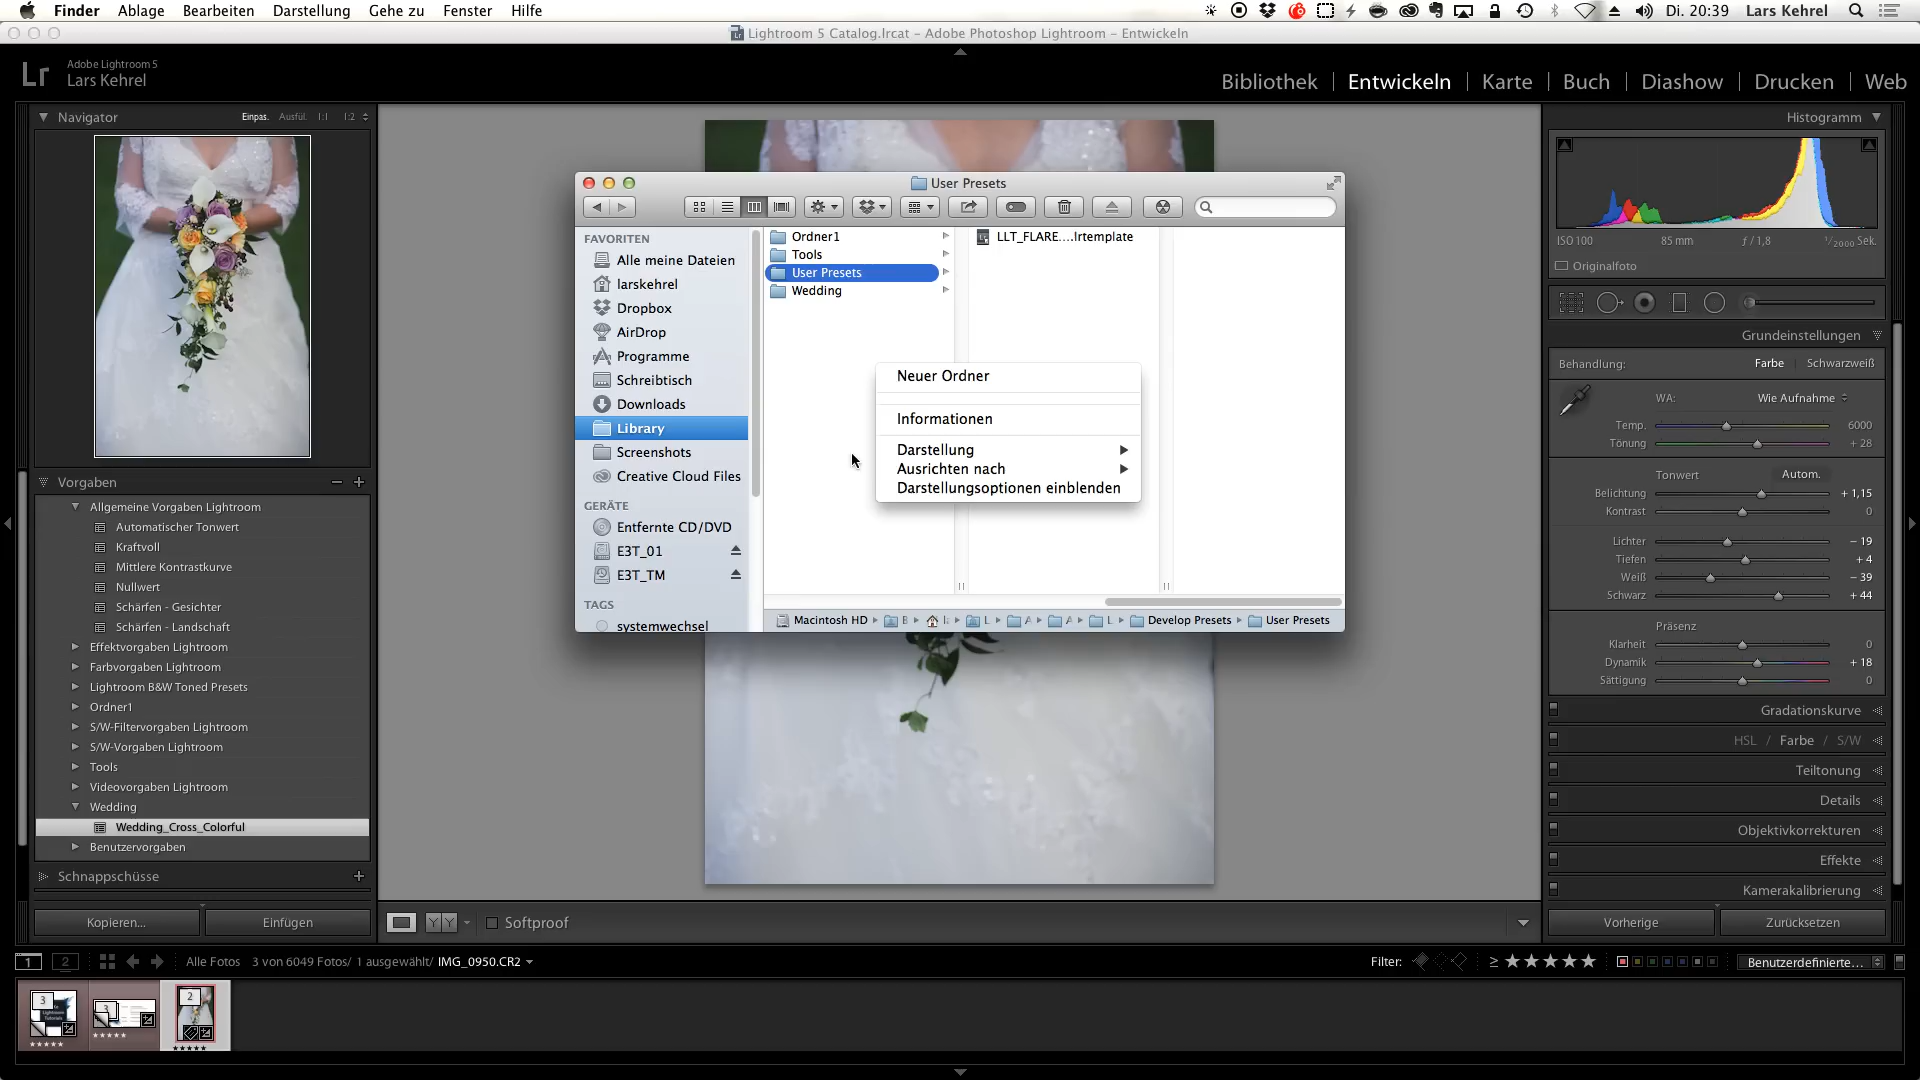 Finder Ablage Bearbeiten Darstellung Gehe zu Fenster Hilfe Di. 20:39 Lars Kehrel
Lightroom 5 Catalog.lrcat – Adobe Photoshop Lightroom – Entwickeln
Lr Adobe Lightroom 5
Lars Kehrel
Bibliothek | Entwickeln | Karte | Buch | Diashow | Drucken | Web
Navigator Einpas. Ausfül. 1:1 1:2
Vorgaben
Allgemeine Vorgaben Lightroom
Automatischer Tonwert
Kraftvoll
Mittlere Kontrastkurve
Nullwert
Schärfen - Gesichter
Schärfen - Landschaft
Effektvorgaben Lightroom
Farbvorgaben Lightroom
Lightroom B&W Toned Presets
Ordner1
S/W-Filtervorgaben Lightroom
S/W-Vorgaben Lightroom
Tools
Videovorgaben Lightroom
Wedding
Wedding_Cross_Colorful
Benutzervorgaben
Schnappschüsse
Kopieren... Einfügen
User Presets
FAVORITEN
Alle meine Dateien
larskehrel
Dropbox
AirDrop
Programme
Schreibtisch
Downloads
Library
Screenshots
Creative Cloud Files
GERÄTE
Entfernte CD/DVD
E3T_01
E3T_TM
TAGS
systemwechsel
Ordner1
Tools
User Presets
Wedding
LLT_FLARE....lrtemplate
Neuer Ordner
Informationen
Darstellung
Ausrichten nach
Darstellungsoptionen einblenden
Macintosh HD B L A A L Develop Presets User Presets
Histogramm
ISO 100 85 mm ƒ / 1,8 1/2000 Sek.
Originalfoto
Grundeinstellungen
Behandlung: Farbe | Schwarzweiß
WA: Wie Aufnahme
Temp. 6000
Tönung + 28
Tonwert Autom.
Belichtung + 1,15
Kontrast 0
Lichter – 19
Tiefen + 4
Weiß – 39
Schwarz + 44
Präsenz
Klarheit 0
Dynamik + 18
Sättigung 0
Gradationskurve
HSL / Farbe / S/W
Teiltonung
Details
Objektivkorrekturen
Effekte
Kamerakalibrierung
Vorherige Zurücksetzen
YY Softproof
1 2 Alle Fotos 3 von 6049 Fotos/ 1 ausgewählt/ IMG_0950.CR2 Filter: ≥ ★★★★★ Benutzerdefinierte...
3 3 2